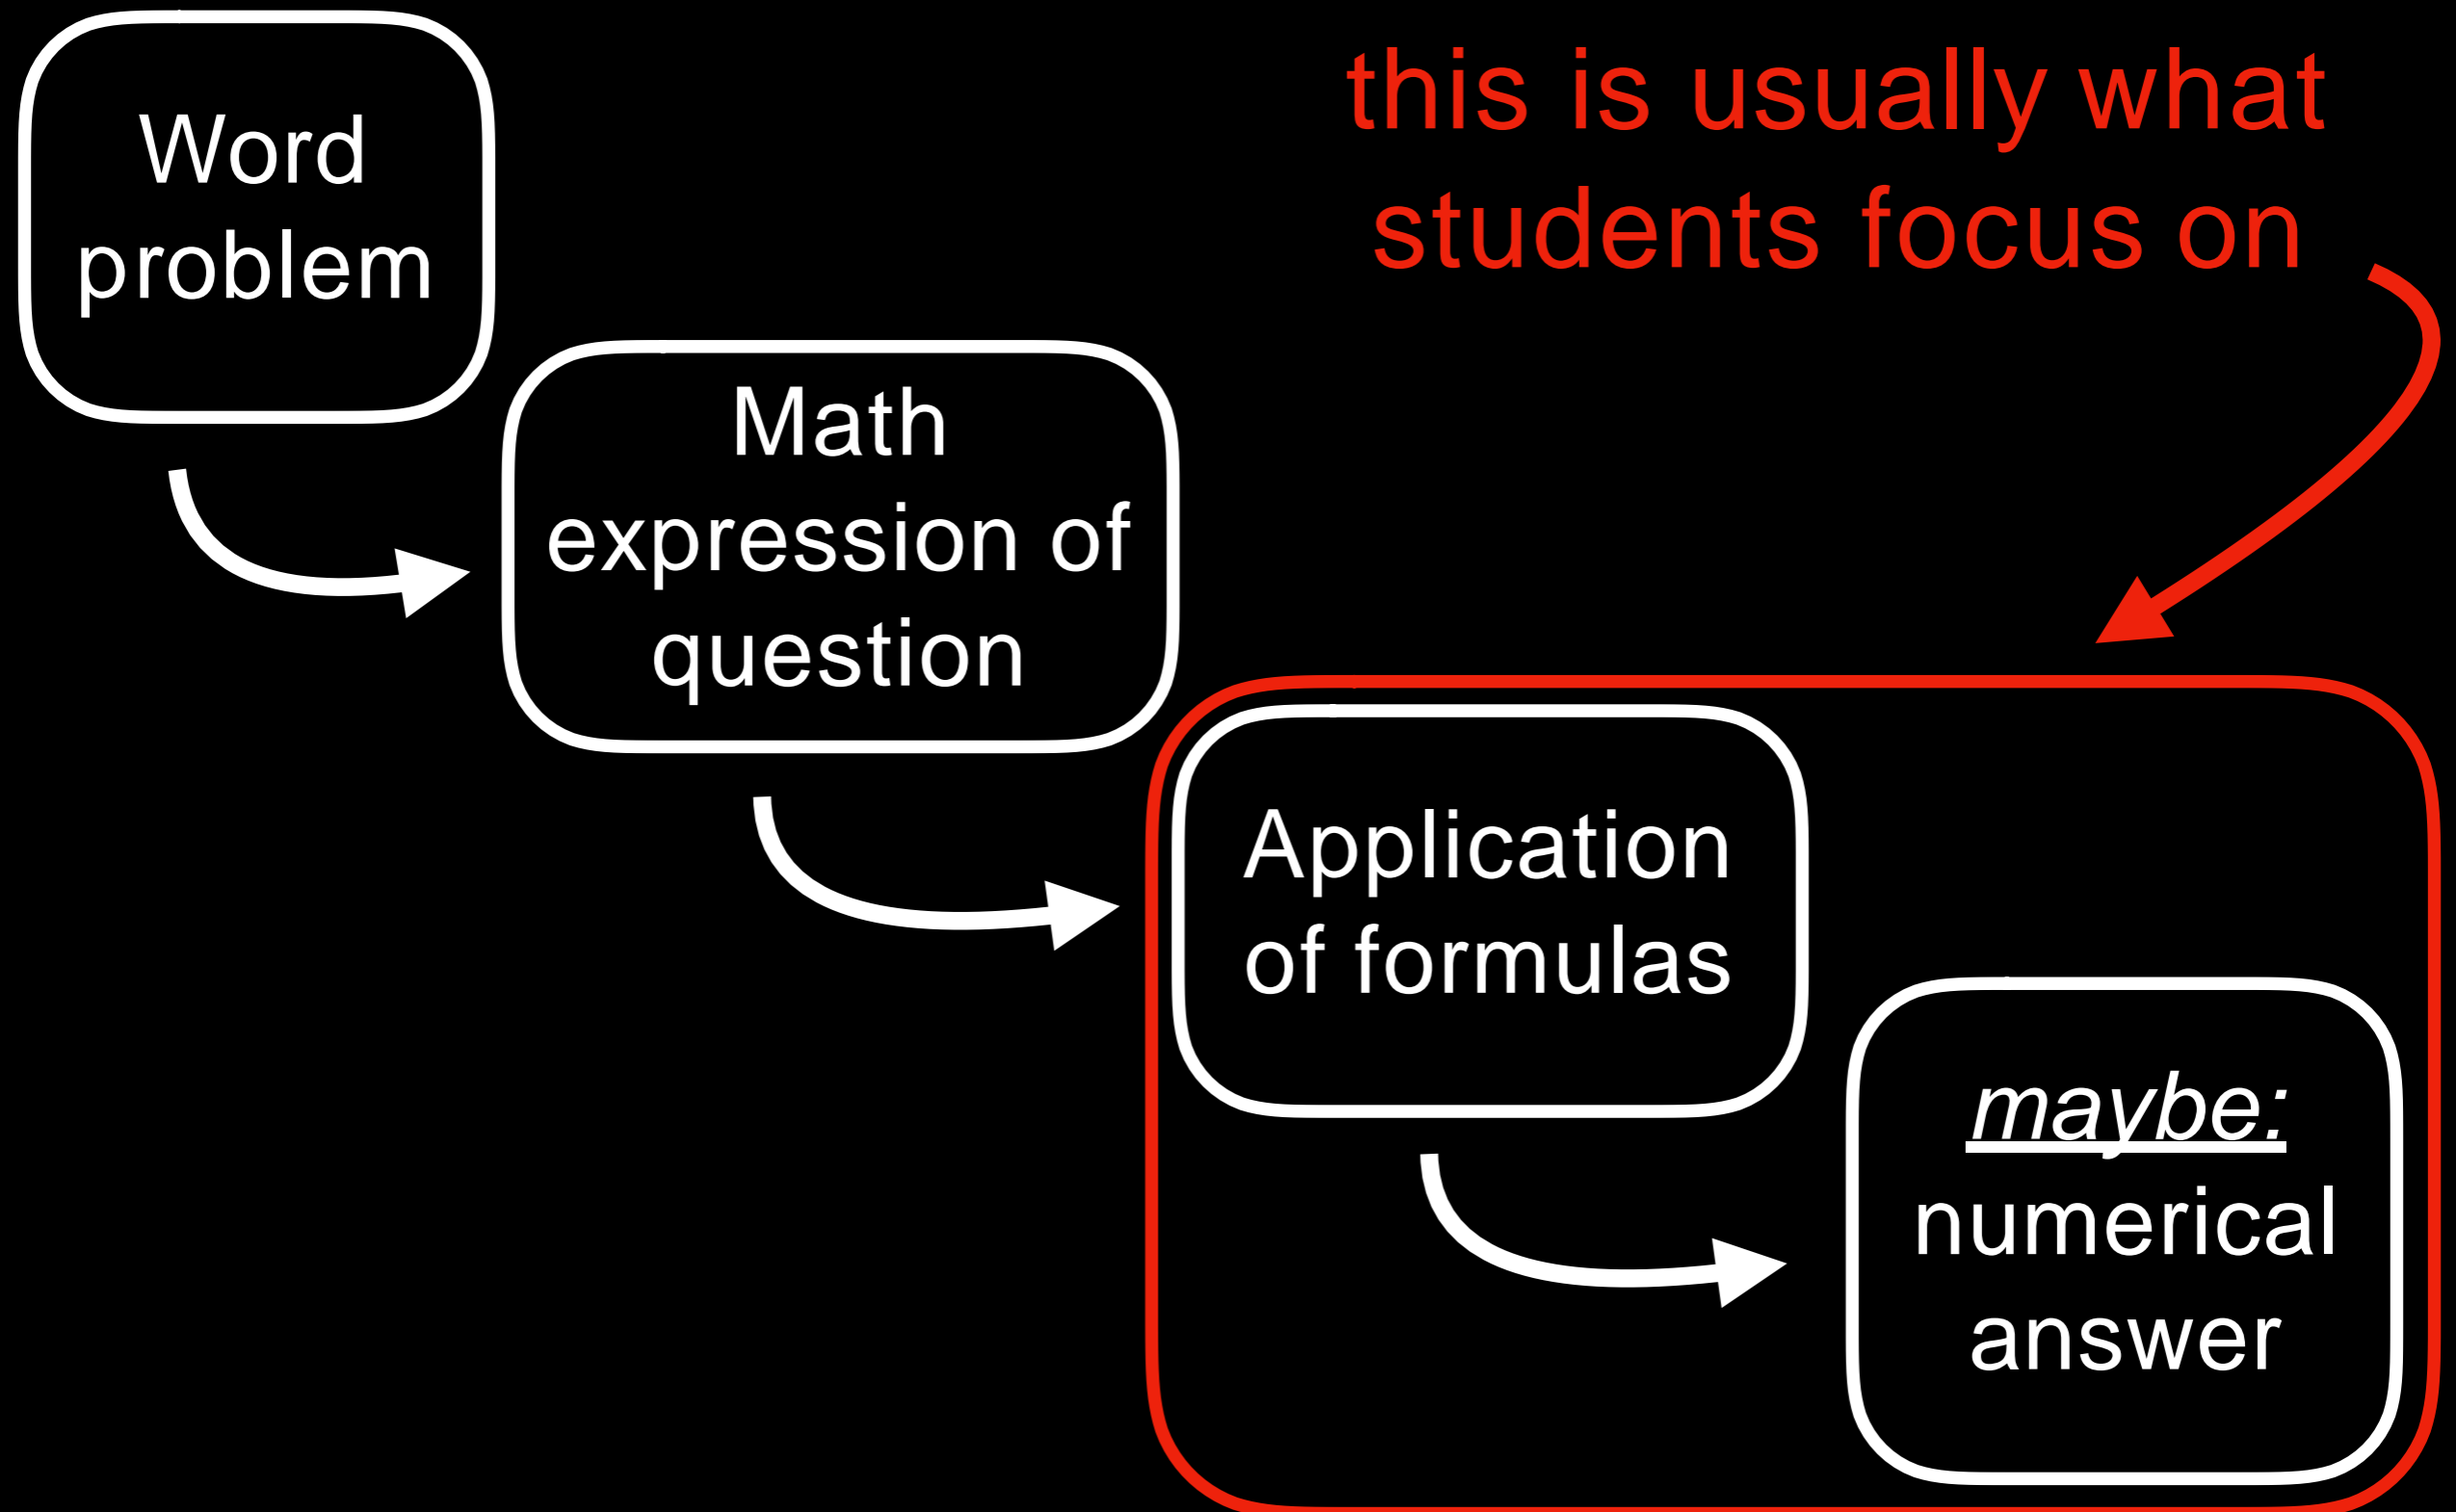 Word
problem
this is usually what
students focus on
Math
expression of
question
Application
of formulas
maybe:
numerical
answer